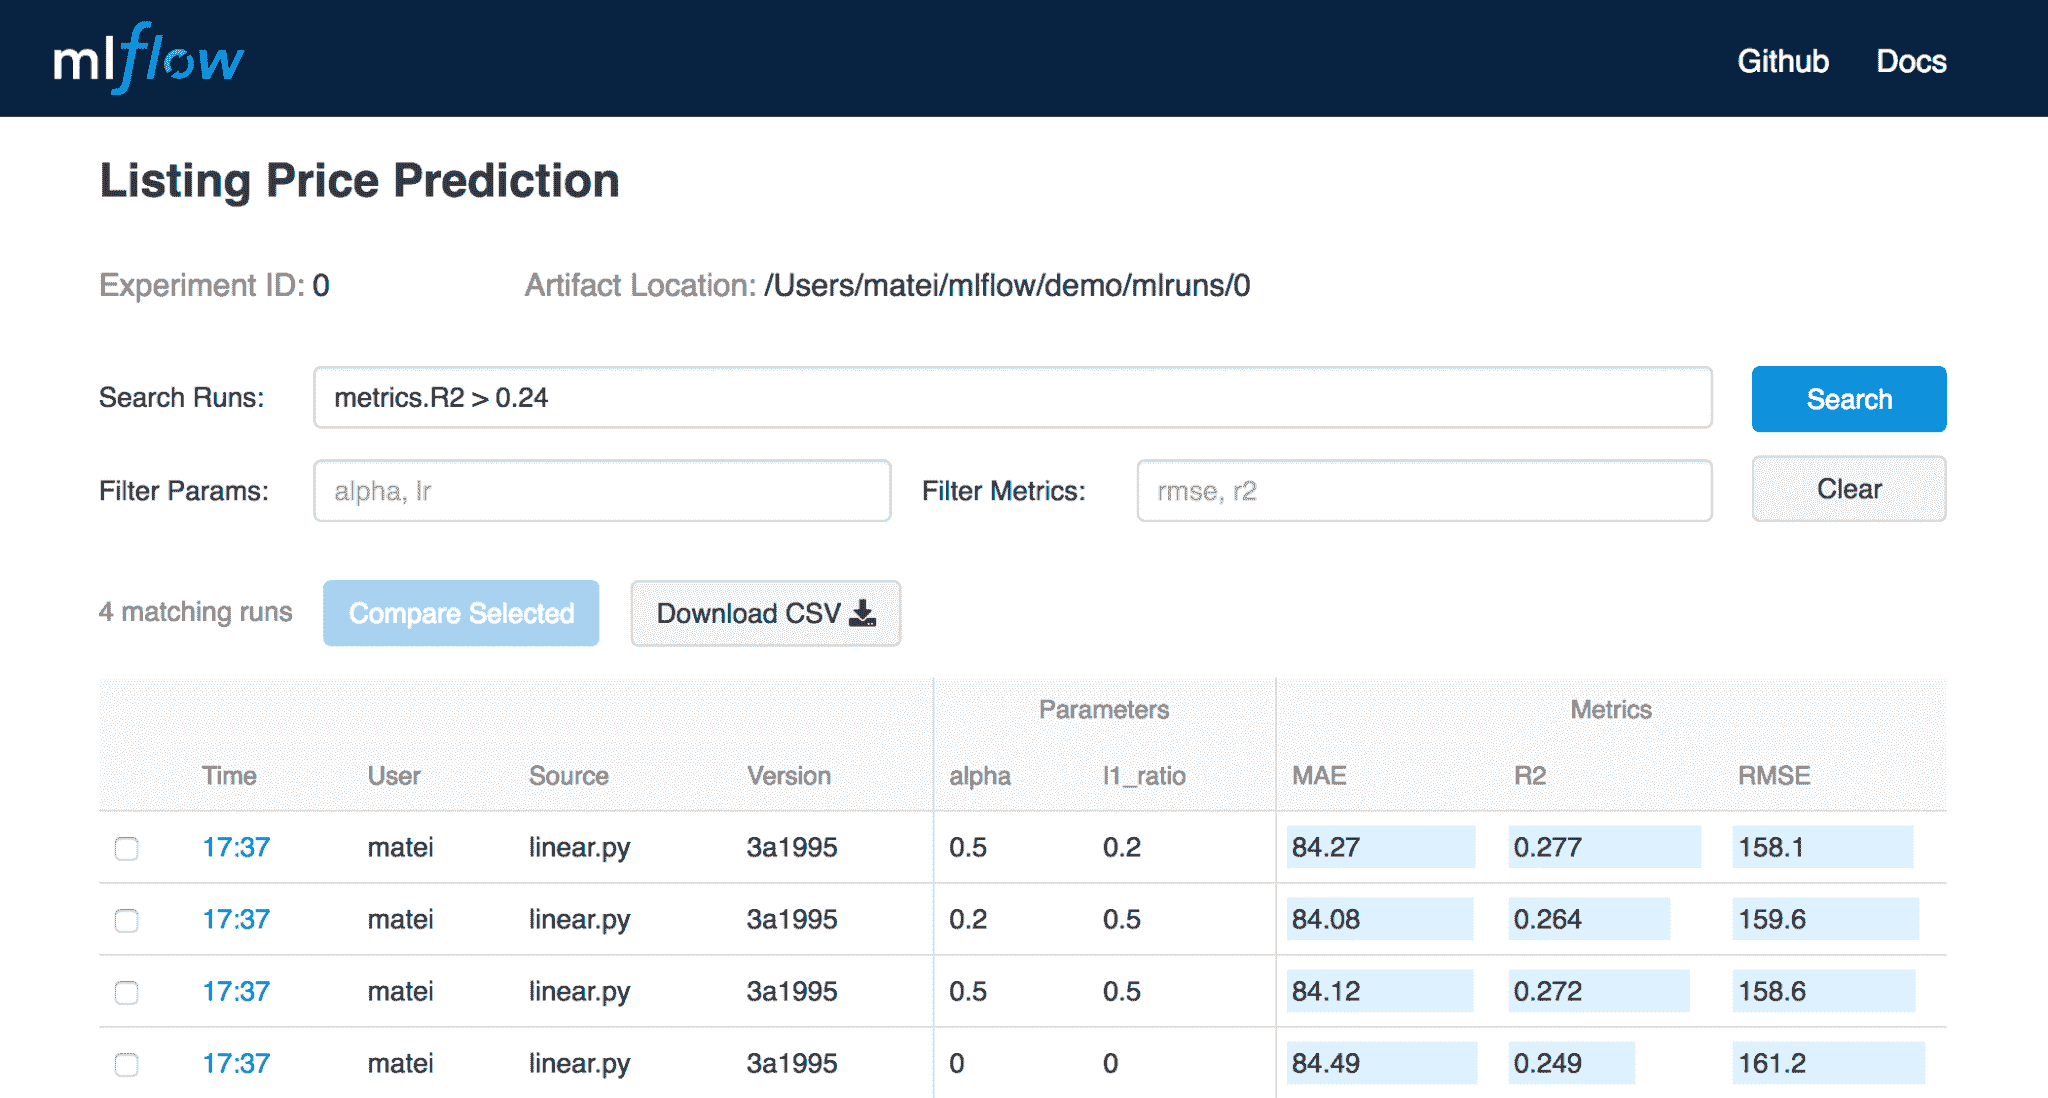 mlflow Github Docs
Listing Price Prediction
Experiment ID: 0 Artifact Location: /Users/matei/mlflow/demo/mlruns/0
Search Runs: metrics.R2 > 0.24 Search
Filter Params: alpha, lr Filter Metrics: rmse, r2 Clear
4 matching runs Compare Selected Download CSV
Parameters Metrics
Time User Source Version alpha l1_ratio MAE R2 RMSE
17:37 matei linear.py 3a1995 0.5 0.2 84.27 0.277 158.1
17:37 matei linear.py 3a1995 0.2 0.5 84.08 0.264 159.6
17:37 matei linear.py 3a1995 0.5 0.5 84.12 0.272 158.6
17:37 matei linear.py 3a1995 0 0 84.49 0.249 161.2